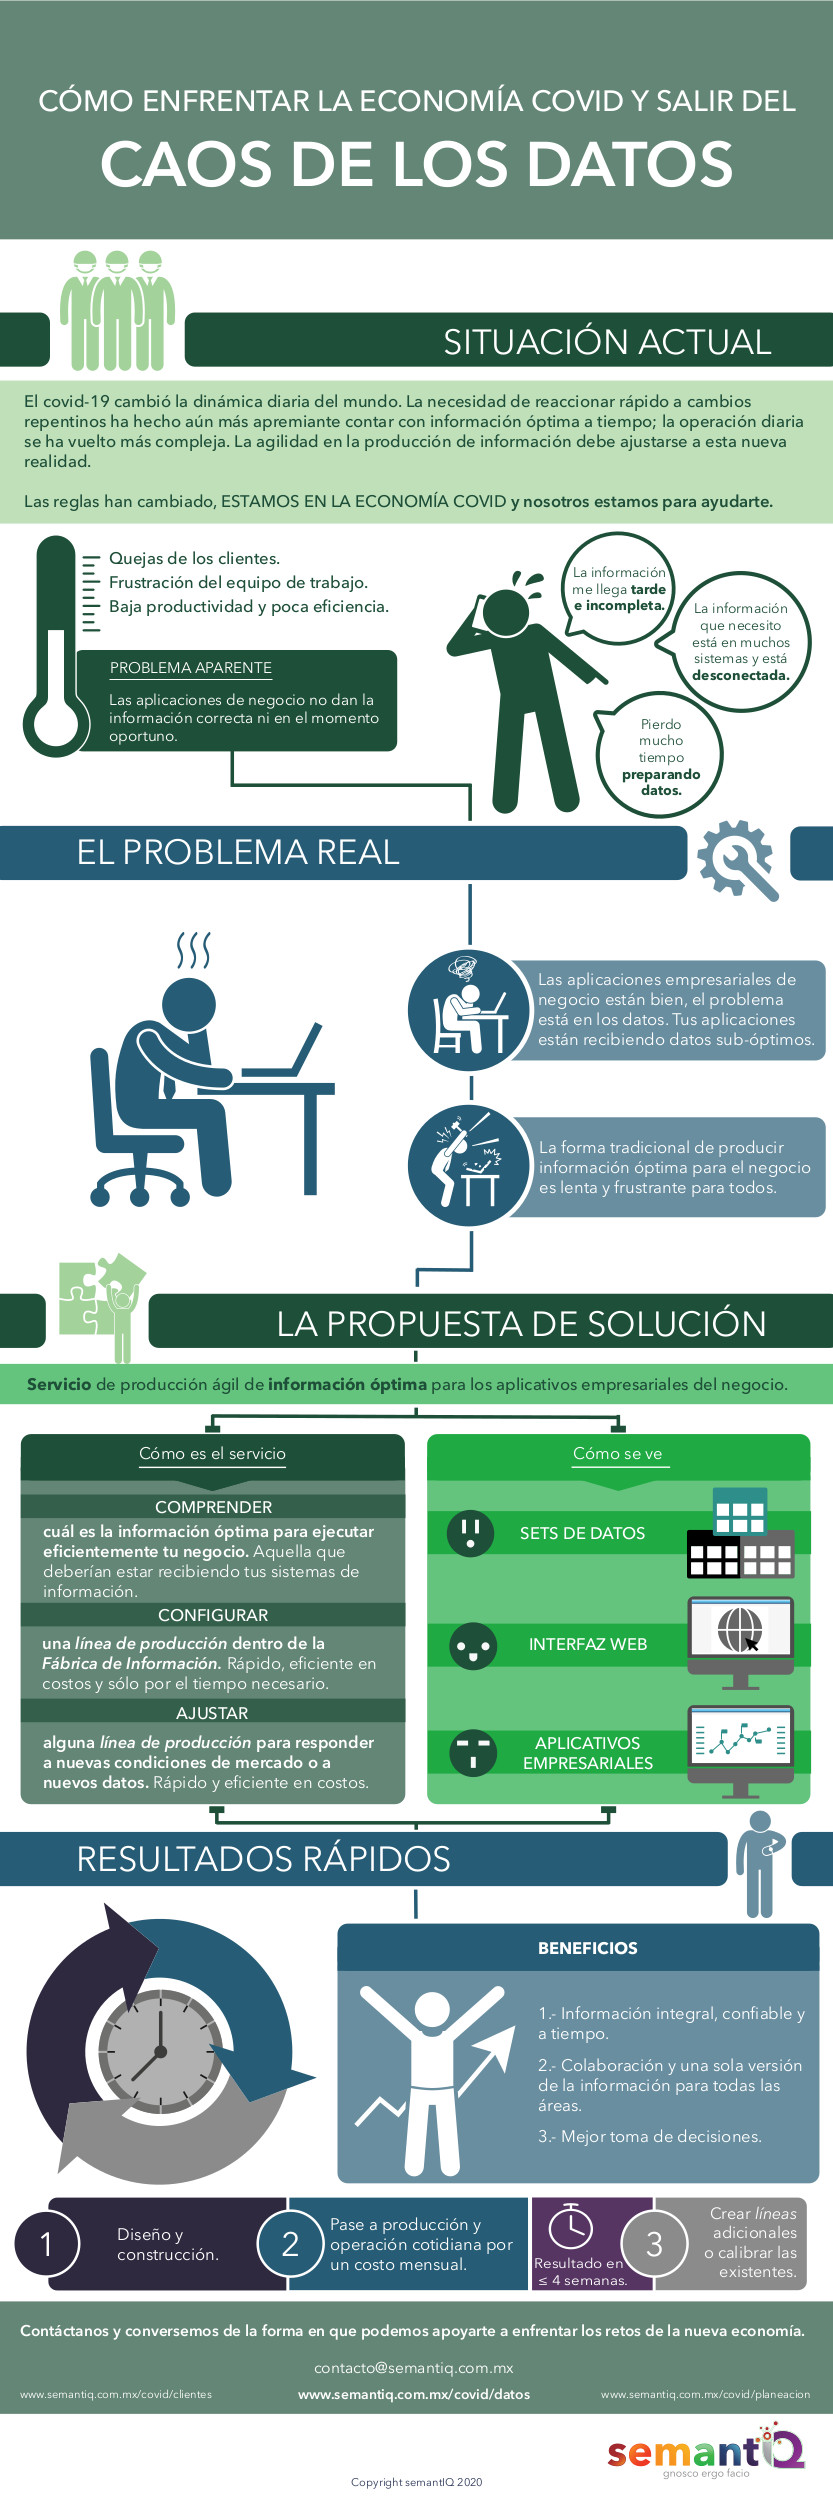 CÓMO ENFRENTAR LA ECONOMÍA COVID Y SALIR DEL
CAOS DE LOS DATOS
SITUACIÓN ACTUAL
El covid-19 cambió la dinámica diaria del mundo. La necesidad de reaccionar rápido a cambios
repentinos ha hecho aún más apremiante contar con información óptima a tiempo; la operación diaria
se ha vuelto más compleja. La agilidad en la producción de información debe ajustarse a esta nueva
realidad.
Las reglas han cambiado, ESTAMOS EN LA ECONOMÍA COVID y nosotros estamos para ayudarte.
Quejas de los clientes.
Frustración del equipo de trabajo.
Baja productividad y poca eficiencia.
PROBLEMA APARENTE
Las aplicaciones de negocio no dan la
información correcta ni en el momento
oportuno.
La información
me llega tarde
e incompleta.
La información
que necesito
está en muchos
sistemas y está
desconectada.
Pierdo
mucho
tiempo
preparando
datos.
EL PROBLEMA REAL
Las aplicaciones empresariales de
negocio están bien, el problema
está en los datos. Tus aplicaciones
están recibiendo datos sub-óptimos.
La forma tradicional de producir
información óptima para el negocio
es lenta y frustrante para todos.
LA PROPUESTA DE SOLUCIÓN
Servicio de producción ágil de información óptima para los aplicativos empresariales del negocio.
Cómo es el servicio
COMPRENDER
cuál es la información óptima para ejecutar
eficientemente tu negocio. Aquella que
deberían estar recibiendo tus sistemas de
información.
CONFIGURAR
una línea de producción dentro de la
Fábrica de Información. Rápido, eficiente en
costos y sólo por el tiempo necesario.
AJUSTAR
alguna línea de producción para responder
a nuevas condiciones de mercado o a
nuevos datos. Rápido y eficiente en costos.
Cómo se ve
SETS DE DATOS
INTERFAZ WEB
APLICATIVOS
EMPRESARIALES
RESULTADOS RÁPIDOS
BENEFICIOS
1.- Información integral, confiable y
a tiempo.
2.- Colaboración y una sola versión
de la información para todas las
áreas.
3.- Mejor toma de decisiones.
1
Diseño y
construcción.
2
Pase a producción y
operación cotidiana por
un costo mensual.
Resultado en
≤ 4 semanas.
3
Crear líneas
adicionales
o calibrar las
existentes.
Contáctanos y conversemos de la forma en que podemos apoyarte a enfrentar los retos de la nueva economía.
contacto@semantiq.com.mx
www.semantiq.com.mx/covid/clientes
www.semantiq.com.mx/covid/datos
www.semantiq.com.mx/covid/planeacion
semantiQ
gnosco ergo facio
Copyright semantIQ 2020